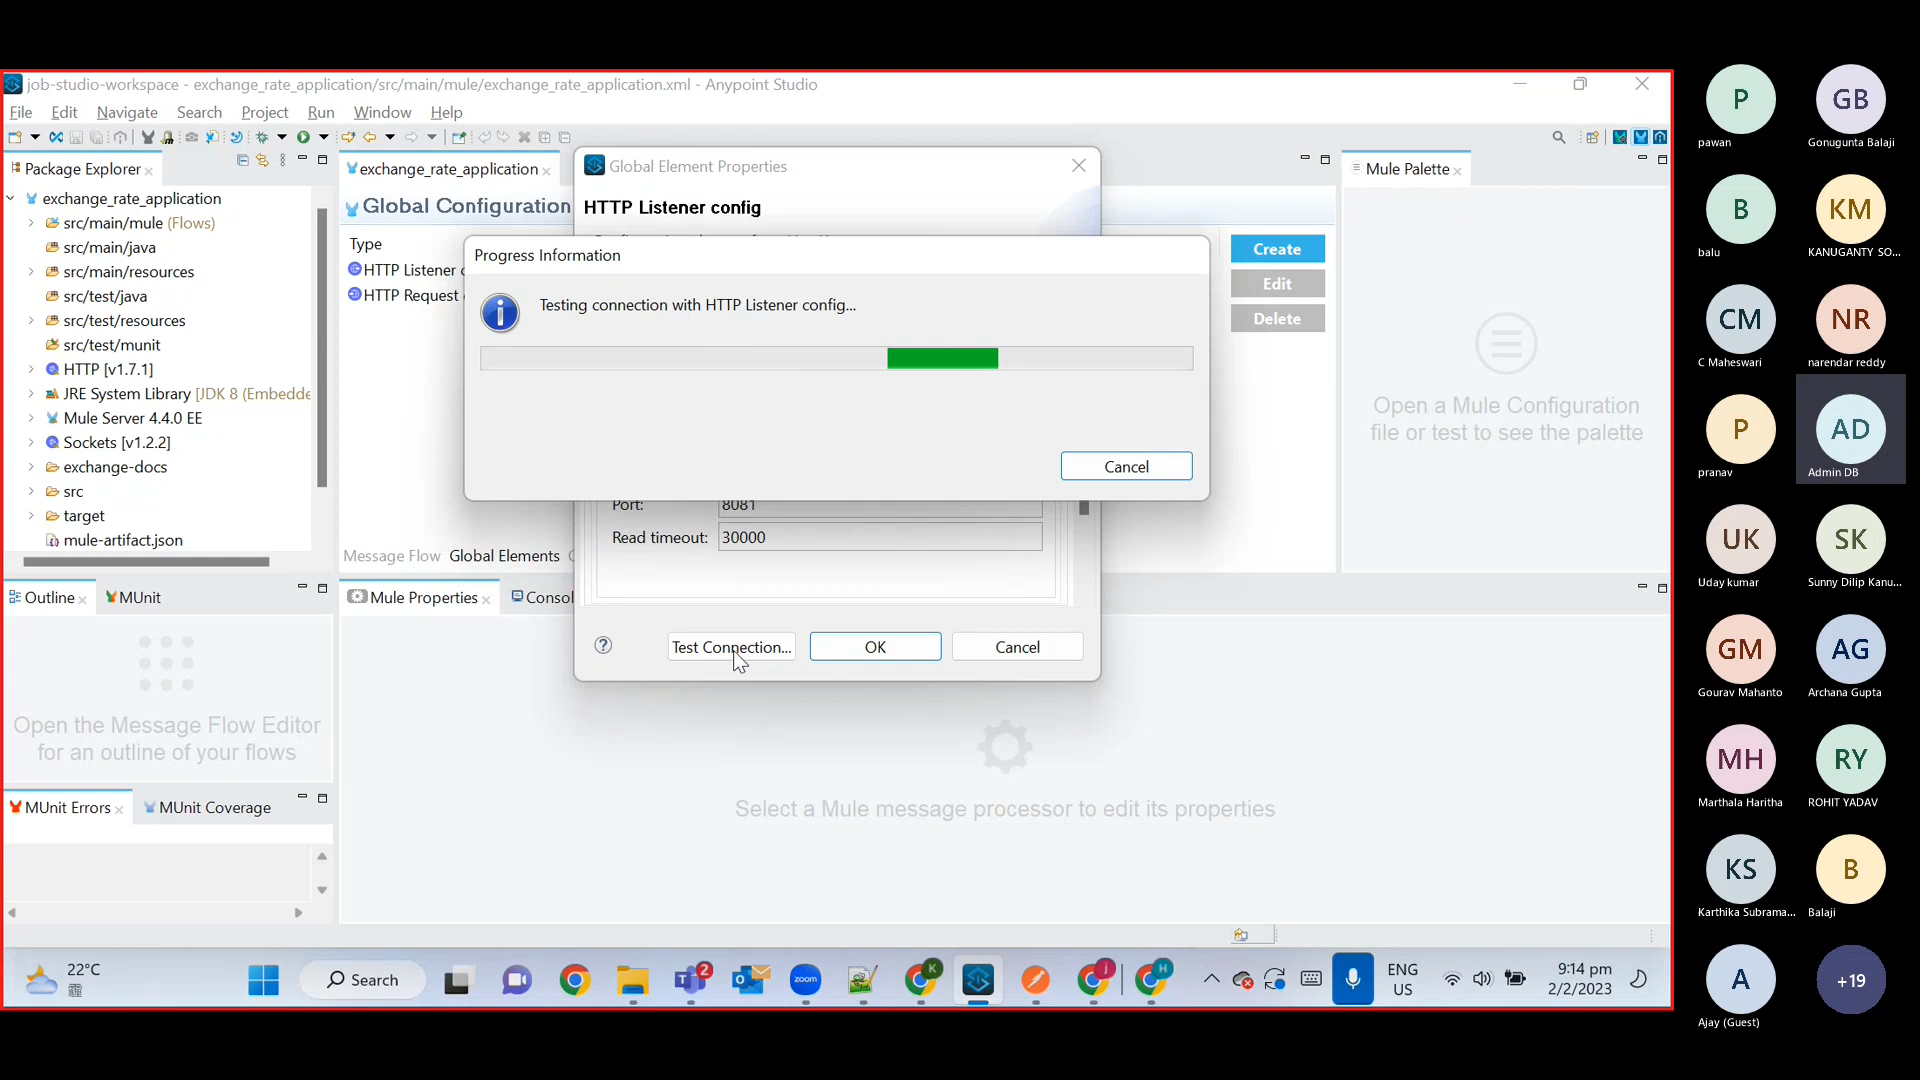 job-studio-workspace - exchange_rate_application/src/main/mule/exchange_rate_application.xml - Anypoint Studio
File Edit Navigate Search Project Run Window Help
Package Explorer
exchange_rate_application
src/main/mule (Flows)
src/main/java
src/main/resources
src/test/java
src/test/resources
src/test/munit
HTTP [v1.7.1]
JRE System Library [JDK 8 (Embedde
Mule Server 4.4.0 EE
Sockets [v1.2.2]
exchange-docs
src
target
mule-artifact.json
exchange_rate_application
Global Configuration
Type
HTTP Listener
HTTP Request
Message Flow Global Elements
Create
Edit
Delete
Global Element Properties
HTTP Listener config
Progress Information
Testing connection with HTTP Listener config...
Cancel
Port: 8081
Read timeout: 30000
Test Connection...
OK
Cancel
Mule Palette
Open a Mule Configuration
file or test to see the palette
Outline
MUnit
Open the Message Flow Editor
for an outline of your flows
MUnit Errors
MUnit Coverage
Mule Properties
Consol
Select a Mule message processor to edit its properties
22°C
霾
Search
2
zoom
K
J
H
ENG
US
9:14 pm
2/2/2023
P
pawan
GB
Gonugunta Balaji
B
balu
KM
KANUGANTY SO...
CM
C Maheswari
NR
narendar reddy
P
pranav
AD
Admin DB
UK
Uday kumar
SK
Sunny Dilip Kanu...
GM
Gourav Mahanto
AG
Archana Gupta
MH
Marthala Haritha
RY
ROHIT YADAV
KS
Karthika Subrama...
B
Balaji
A
Ajay (Guest)
+19